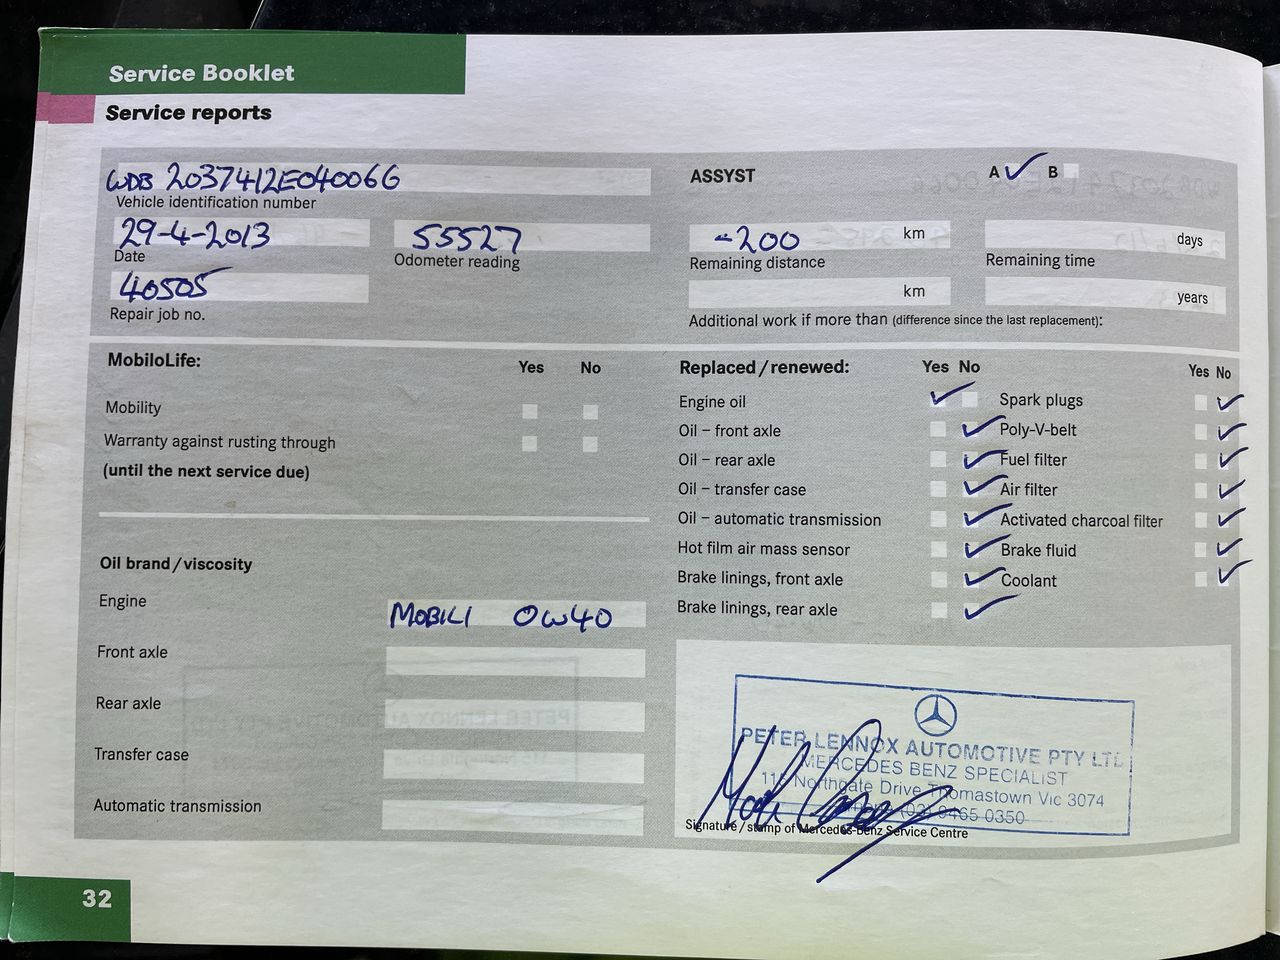 Service Booklet
Service reports
WDB 2037412E040066
Vehicle identification number
29-4-2013
Date
55527
Odometer reading
40505
Repair job no.
ASSYST
A ✓ B
-200 km
Remaining distance
days
Remaining time
km
years
Additional work if more than (difference since the last replacement):
MobiloLife:
Yes No
Mobility
Warranty against rusting through
(until the next service due)
Oil brand/viscosity
Engine
MOBIL1 0W40
Front axle
Rear axle
Transfer case
Automatic transmission
Replaced/renewed:
Yes No
Engine oil
Oil – front axle
Oil – rear axle
Oil – transfer case
Oil – automatic transmission
Hot film air mass sensor
Brake linings, front axle
Brake linings, rear axle
Yes No
Spark plugs
Poly-V-belt
Fuel filter
Air filter
Activated charcoal filter
Brake fluid
Coolant
PETER LENNOX AUTOMOTIVE PTY LTD
MERCEDES BENZ SPECIALIST
Northgate Drive Thomastown Vic 3074
(03) 9465 0350
Signature/stamp of Mercedes-Benz Service Centre
32